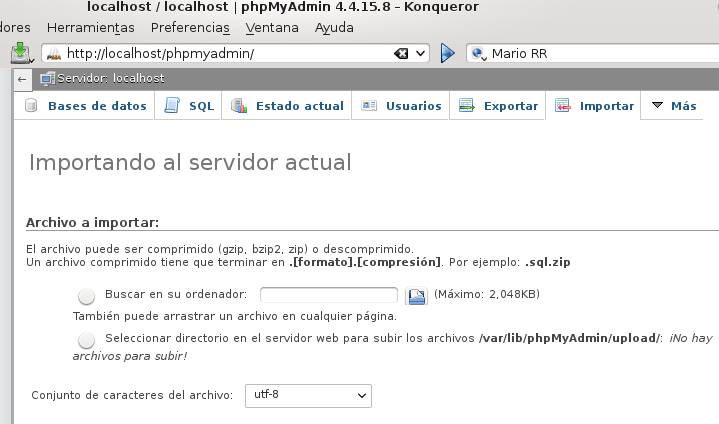 localhost / localhost | phpMyAdmin 4.4.15.8 – Konqueror
dores Herramientas Preferencias Ventana Ayuda
http://localhost/phpmyadmin/ Mario RR
Servidor: localhost
Bases de datos SQL Estado actual Usuarios Exportar Importar Más
Importando al servidor actual
Archivo a importar:
El archivo puede ser comprimido (gzip, bzip2, zip) o descomprimido.
Un archivo comprimido tiene que terminar en .[formato].[compresión]. Por ejemplo: .sql.zip
Buscar en su ordenador: (Máximo: 2,048KB)
También puede arrastrar un archivo en cualquier página.
Seleccionar directorio en el servidor web para subir los archivos /var/lib/phpMyAdmin/upload/: ¡No hay
archivos para subir!
Conjunto de caracteres del archivo: utf-8